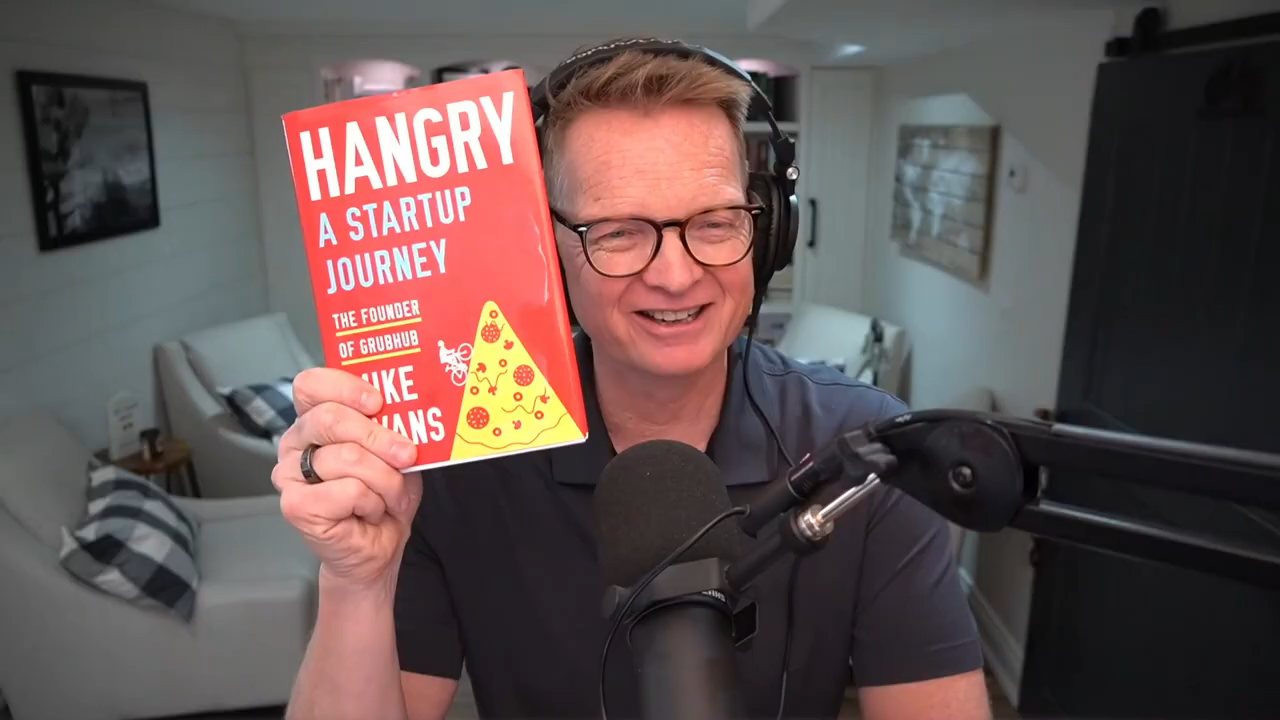 HANGRY
A STARTUP
JOURNEY
THE FOUNDER
OF GRUBHUB